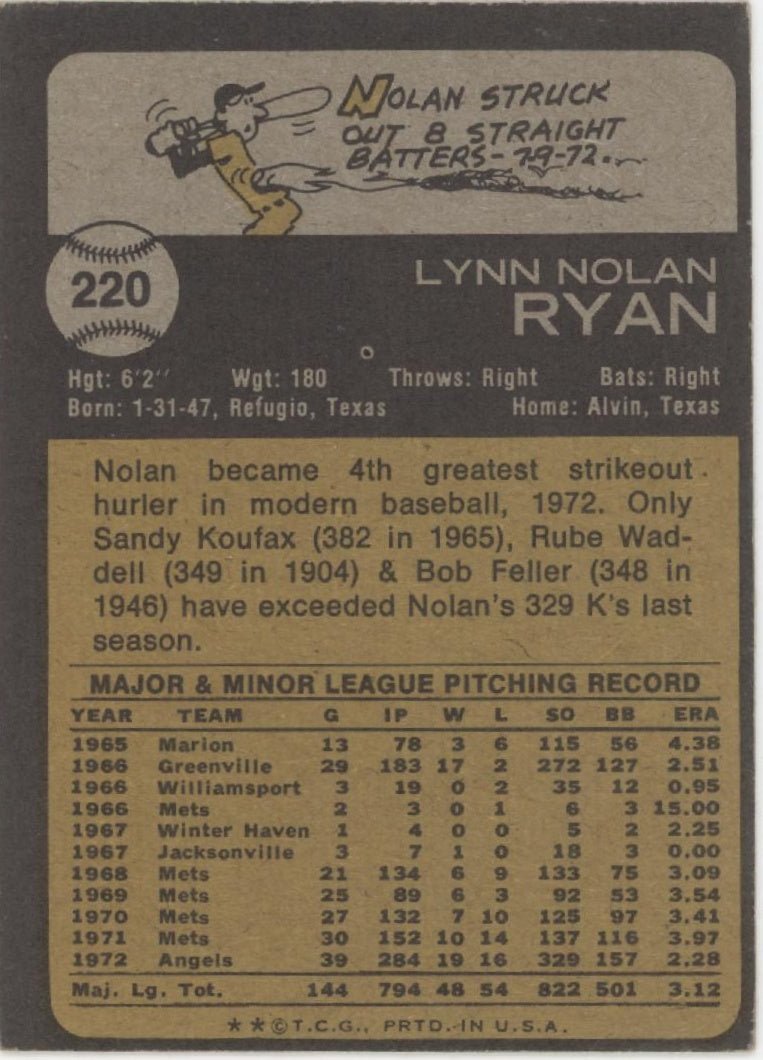 NOLAN STRUCK
OUT 8 STRAIGHT
BATTERS-7-9-72..
220
LYNN NOLAN
RYAN
Hgt: 6'2" Wgt: 180 Throws: Right Bats: Right
Born: 1-31-47, Refugio, Texas Home: Alvin, Texas
Nolan became 4th greatest strikeout
hurler in modern baseball, 1972. Only
Sandy Koufax (382 in 1965), Rube Wad-
dell (349 in 1904) & Bob Feller (348 in
1946) have exceeded Nolan's 329 K's last
season.
MAJOR & MINOR LEAGUE PITCHING RECORD
YEAR TEAM G IP W L SO BB ERA
1965 Marion 13 78 3 6 115 56 4.38
1966 Greenville 29 183 17 2 272 127 2.51
1966 Williamsport 3 19 0 2 35 12 0.95
1966 Mets 2 3 0 1 6 3 15.00
1967 Winter Haven 1 4 0 0 5 2 2.25
1967 Jacksonville 3 7 1 0 18 3 0.00
1968 Mets 21 134 6 9 133 75 3.09
1969 Mets 25 89 6 3 92 53 3.54
1970 Mets 27 132 7 10 125 97 3.41
1971 Mets 30 152 10 14 137 116 3.97
1972 Angels 39 284 19 16 329 157 2.28
Maj. Lg. Tot. 144 794 48 54 822 501 3.12
★★©T.C.G., PRTD. IN U.S.A.